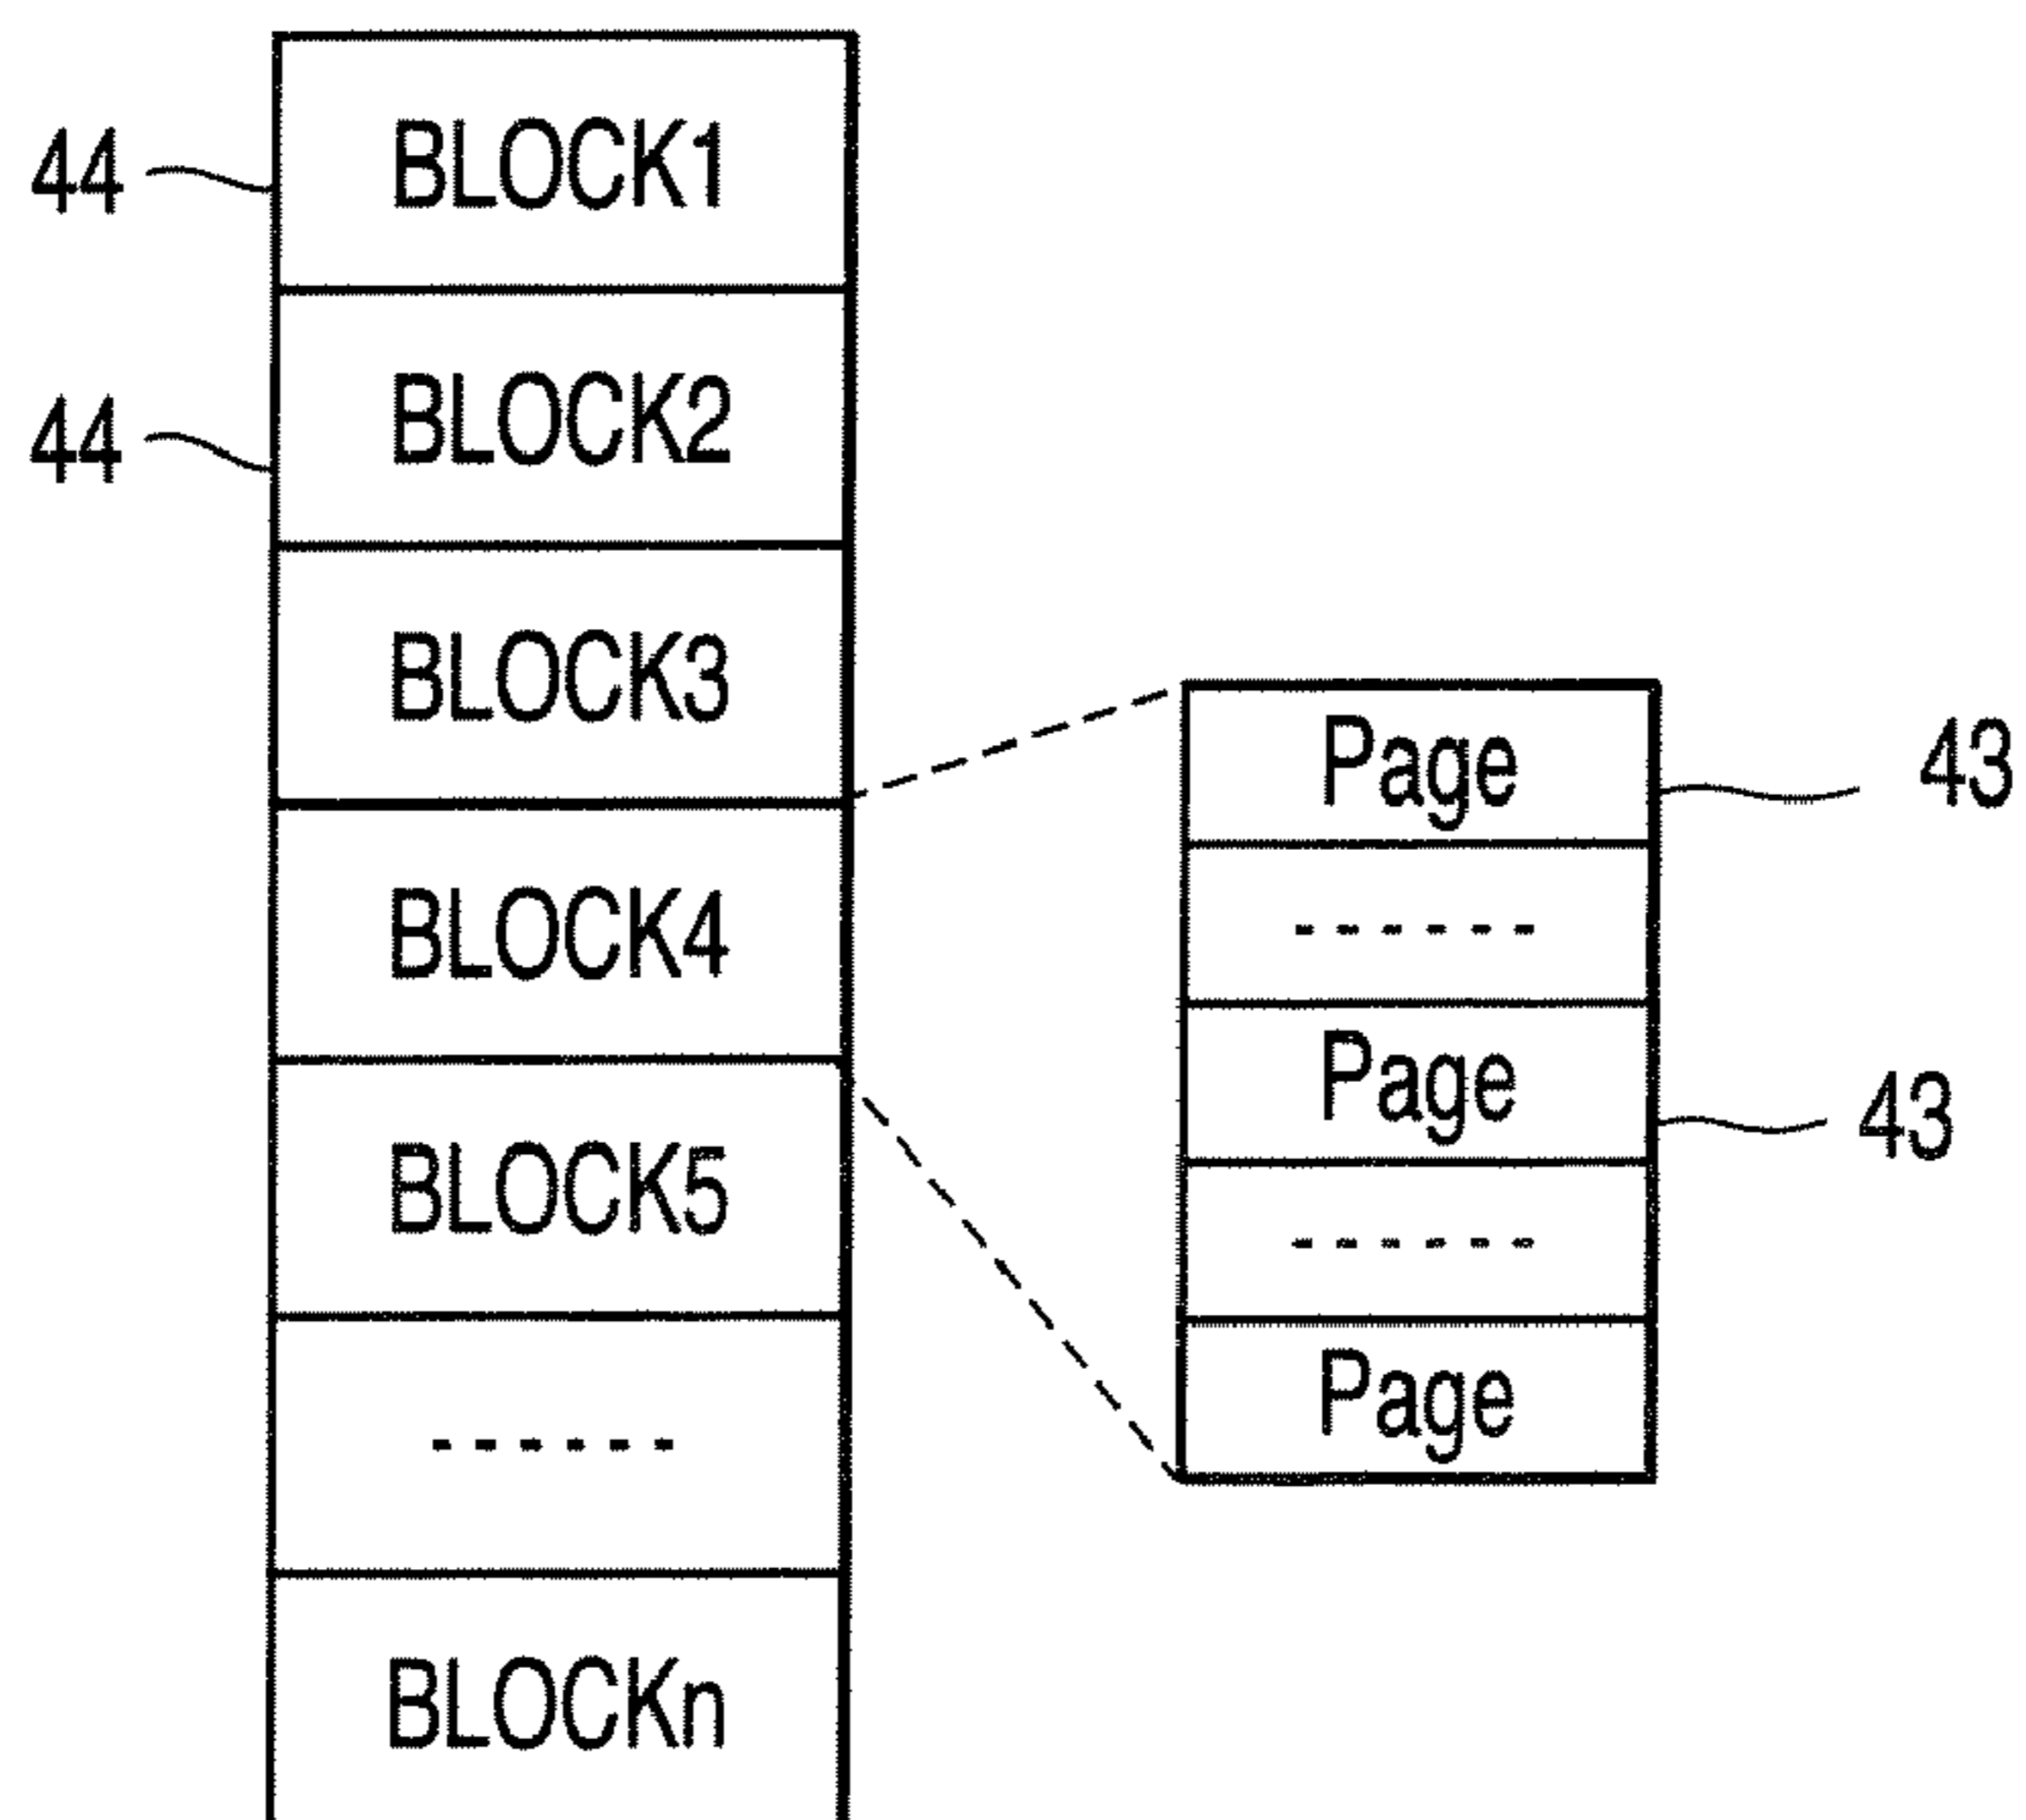 44
BLOCK1
44
BLOCK2
BLOCK3
BLOCK4
BLOCK5
------
BLOCKn
Page
43
------
Page
43
------
Page